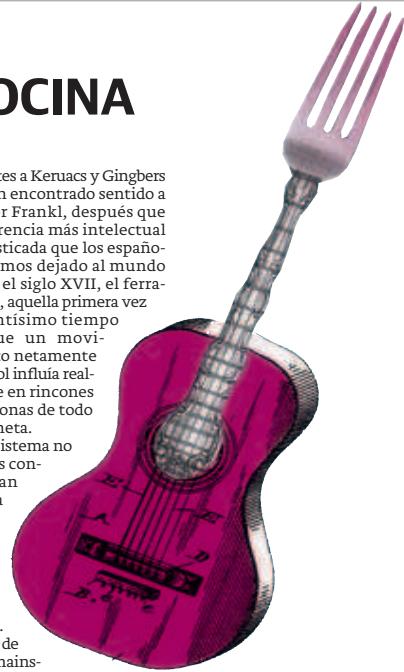 OCINA
tes a Keruacs y Gingbers
n encontrado sentido a
r Frankl, después que
rencia más intelectual
sticada que los españo-
mos dejado al mundo
el siglo XVII, el ferra-
, aquella primera vez
ntísimo tiempo
ue un movi-
o netamente
ol influía real-
e en rincones
onas de todo
neta.
istema no
s con-
an
.
de
nains-
E
E
A
D
B.
e
e